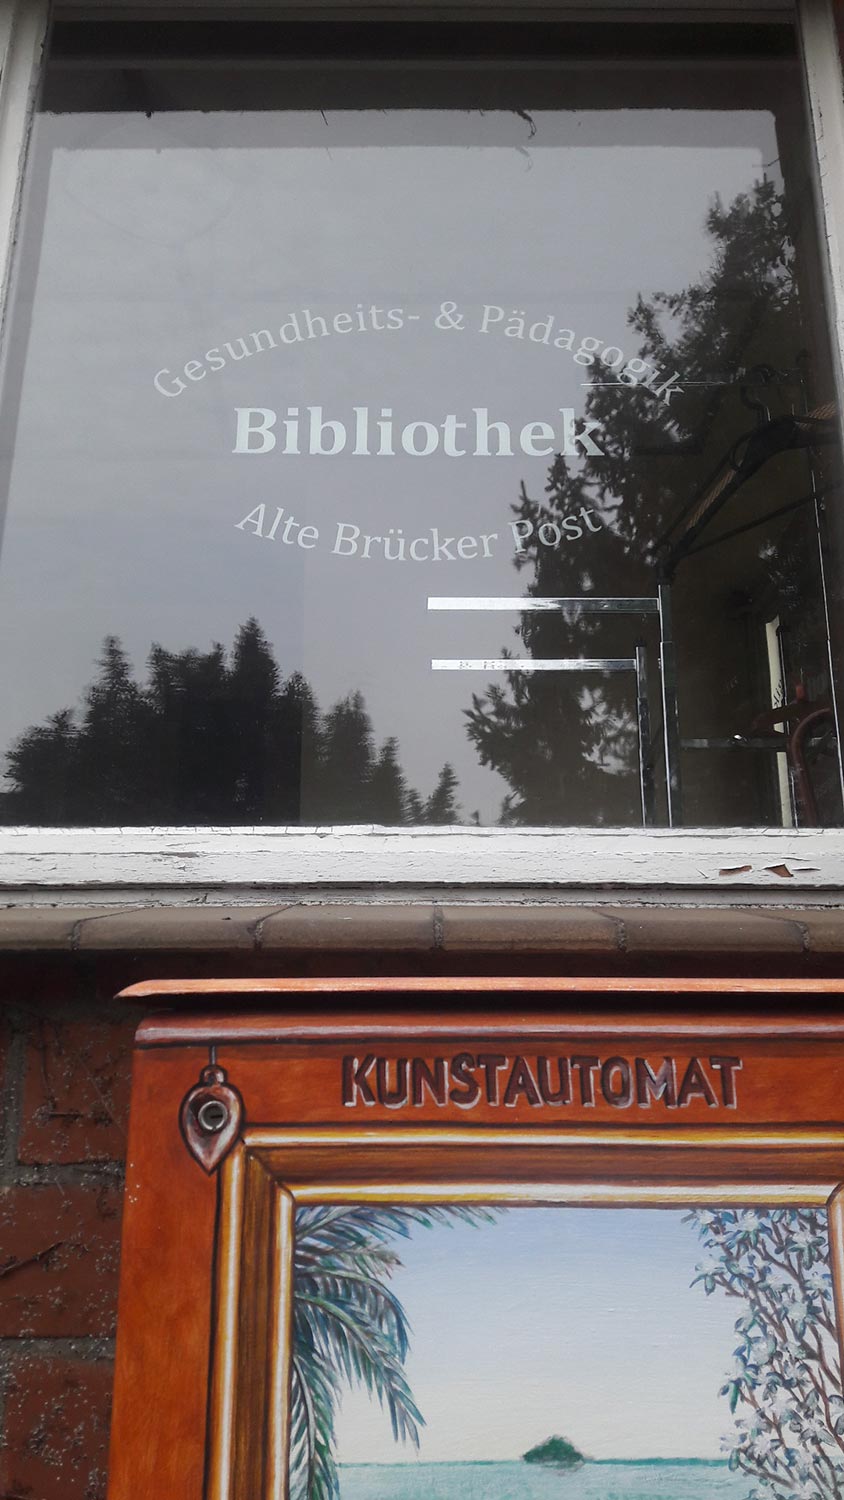 Gesundheits- & Pädagogik
Bibliothek
Alte Brücker Post
KUNSTAUTOMAT